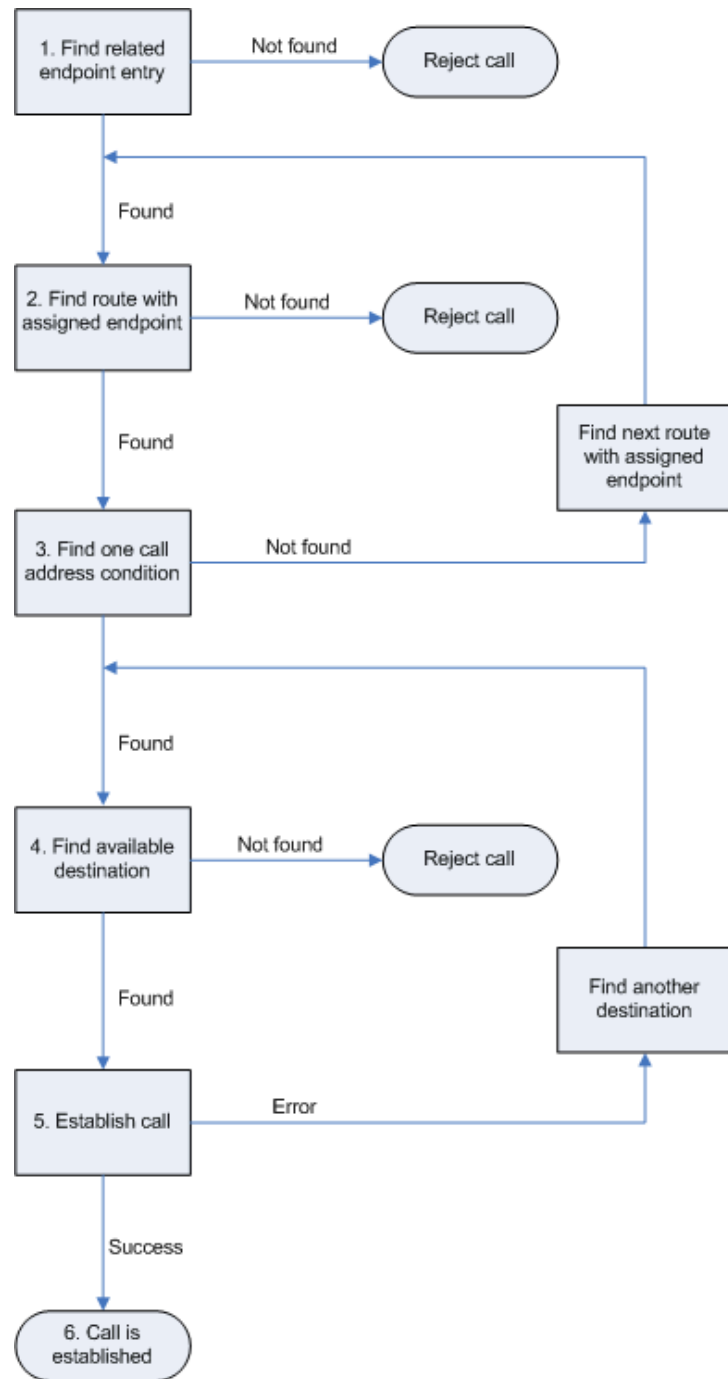 1. Find related
endpoint entry
Not found
Reject call
Found
2. Find route with
assigned endpoint
Not found
Reject call
Found
Find next route
with assigned
endpoint
3. Find one call
address condition
Not found
Found
4. Find available
destination
Not found
Reject call
Found
Find another
destination
5. Establish call
Error
Success
6. Call is
established